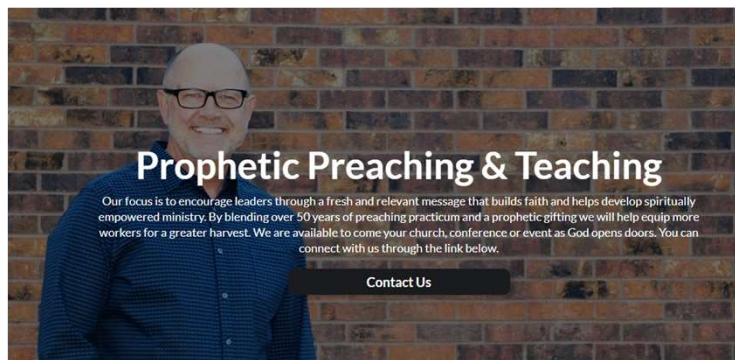 Prophetic Preaching & Teaching
Our focus is to encourage leaders through a fresh and relevant message that builds faith and helps develop spiritually
empowered ministry. By blending over 50 years of preaching practicum and a prophetic gifting we will help equip more
workers for a greater harvest. We are available to come your church, conference or event as God opens doors. You can
connect with us through the link below.
Contact Us